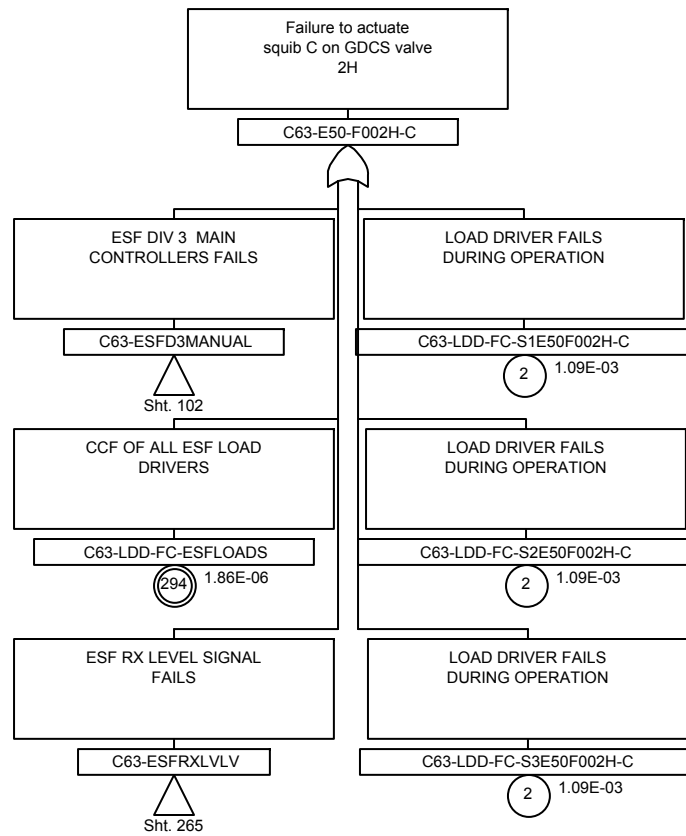 Failure to actuate
squib C on GDCS valve
2H
C63-E50-F002H-C
ESF DIV 3 MAIN
CONTROLLERS FAILS
C63-ESFD3MANUAL
Sht. 102
LOAD DRIVER FAILS
DURING OPERATION
C63-LDD-FC-S1E50F002H-C
2
1.09E-03
CCF OF ALL ESF LOAD
DRIVERS
C63-LDD-FC-ESFLOADS
294
1.86E-06
LOAD DRIVER FAILS
DURING OPERATION
C63-LDD-FC-S2E50F002H-C
2
1.09E-03
ESF RX LEVEL SIGNAL
FAILS
C63-ESFRXLVLV
Sht. 265
LOAD DRIVER FAILS
DURING OPERATION
C63-LDD-FC-S3E50F002H-C
2
1.09E-03